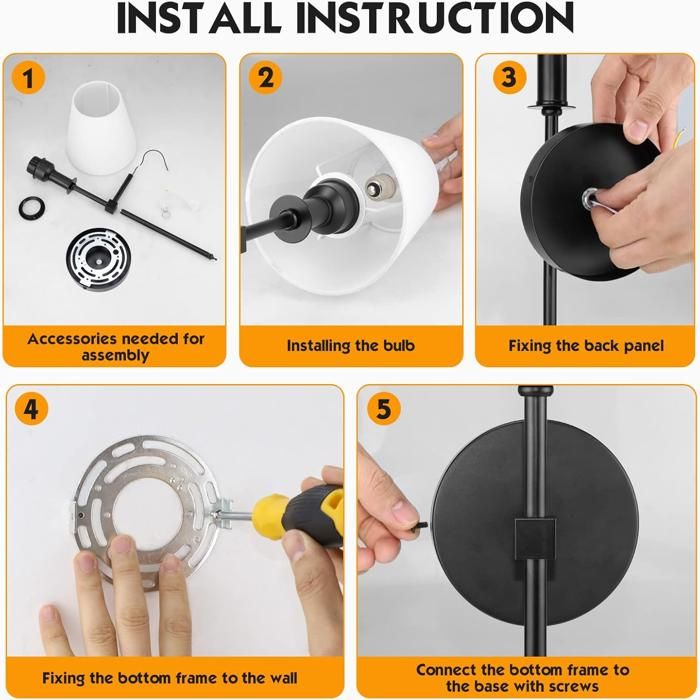 INSTALL INSTRUCTION
1
2
3
Accessories needed for
assembly
Installing the bulb
Fixing the back panel
4
5
Fixing the bottom frame to the wall
Connect the bottom frame to
the base with screws